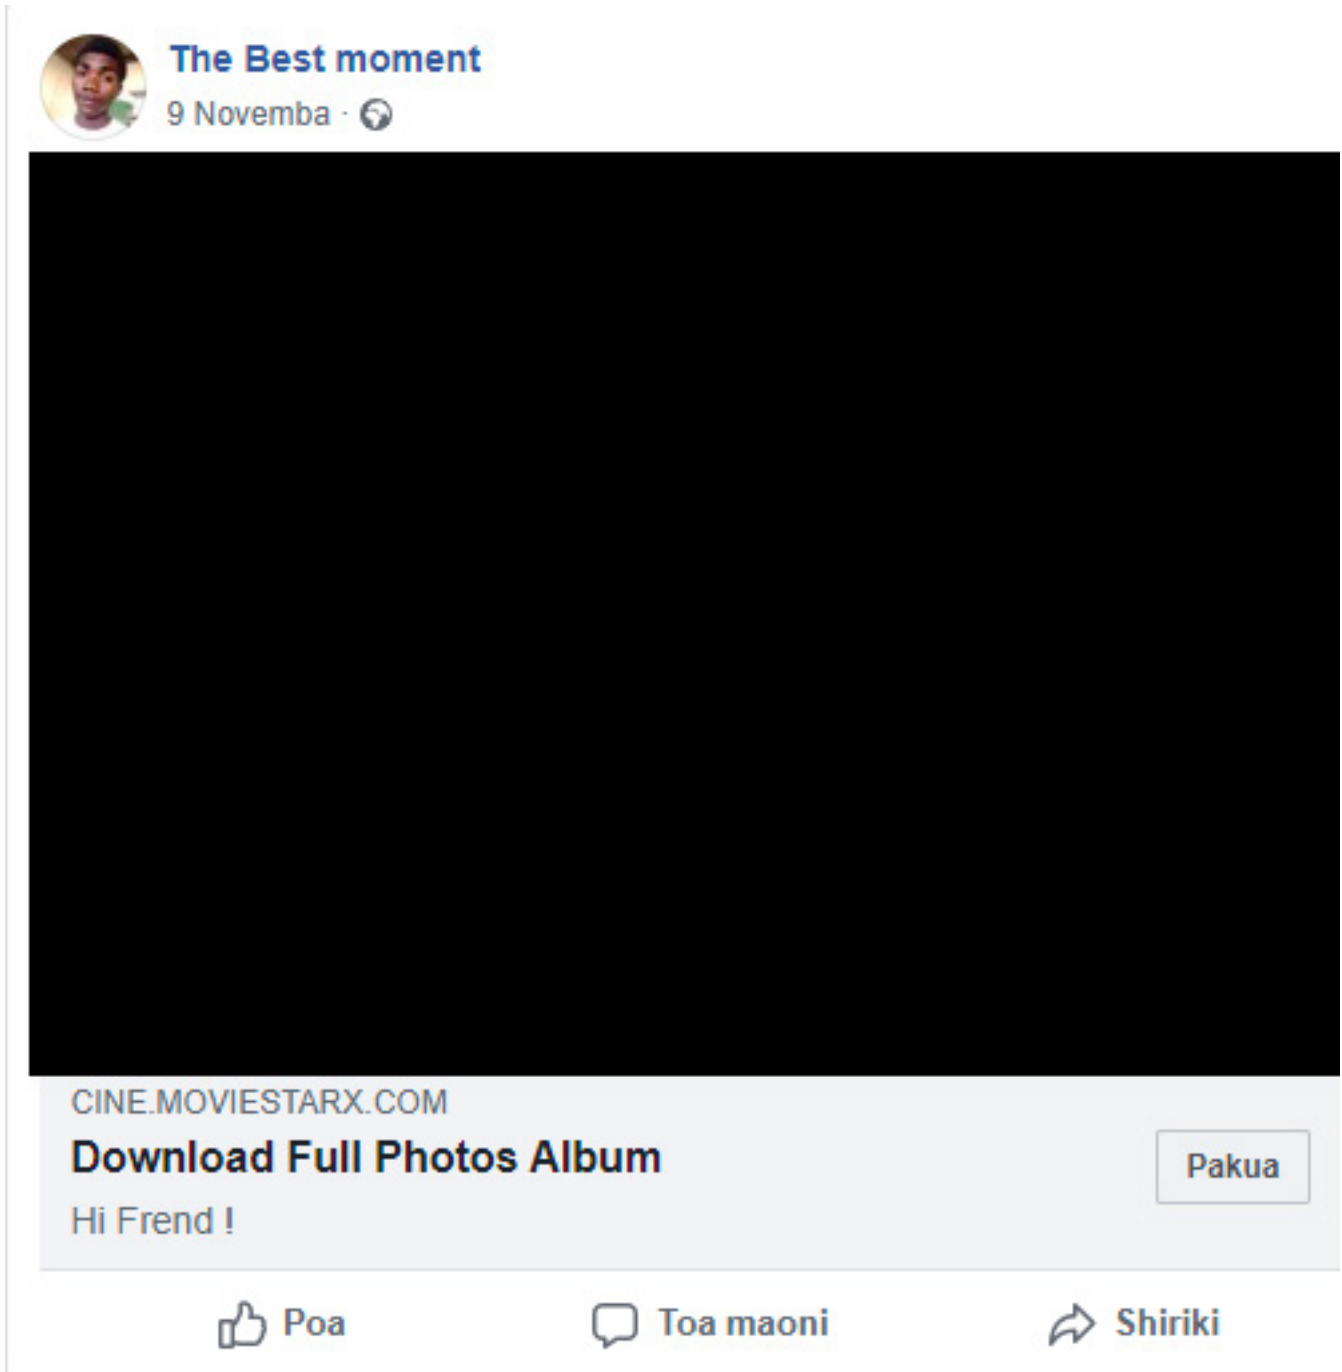 The Best moment
9 Novemba ·
CINE.MOVIESTARX.COM
Download Full Photos Album
Hi Frend !
Pakua
Poa
Toa maoni
Shiriki